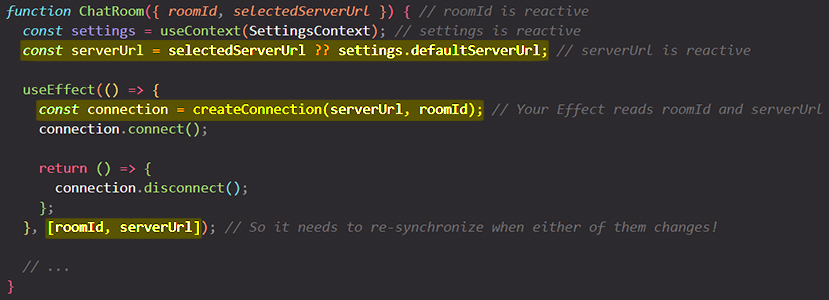 function ChatRoom({ roomId, selectedServerUrl }) { // roomId is reactive
  const settings = useContext(SettingsContext); // settings is reactive
  const serverUrl = selectedServerUrl ?? settings.defaultServerUrl; // serverUrl is reactive
  useEffect(() => {
    const connection = createConnection(serverUrl, roomId); // Your Effect reads roomId and serverUrl
    connection.connect();
    return () => {
      connection.disconnect();
    };
  }, [roomId, serverUrl]); // So it needs to re-synchronize when either of them changes!
  // ...
}